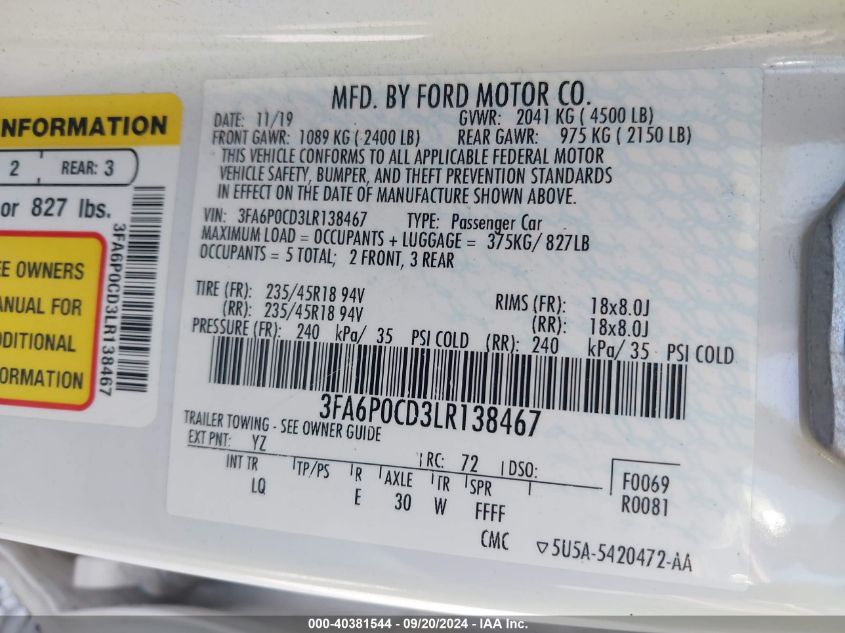 INFORMATION
2 REAR: 3
or 827 lbs.
EE OWNERS
MANUAL FOR
DDITIONAL
FORMATION
3FA6P0CD3LR138467
MFD. BY FORD MOTOR CO.
DATE: 11/19 GVWR: 2041 KG ( 4500 LB)
FRONT GAWR: 1089 KG ( 2400 LB) REAR GAWR: 975 KG ( 2150 LB)
THIS VEHICLE CONFORMS TO ALL APPLICABLE FEDERAL MOTOR
VEHICLE SAFETY, BUMPER, AND THEFT PREVENTION STANDARDS
IN EFFECT ON THE DATE OF MANUFACTURE SHOWN ABOVE.
VIN: 3FA6P0CD3LR138467 TYPE: Passenger Car
MAXIMUM LOAD = OCCUPANTS + LUGGAGE = 375KG/ 827LB
OCCUPANTS = 5 TOTAL; 2 FRONT, 3 REAR
TIRE (FR): 235/45R18 94V RIMS (FR): 18x8.0J
(RR): 235/45R18 94V (RR): 18x8.0J
PRESSURE (FR): 240 kPa/ 35 PSI COLD (RR): 240 kPa/ 35 PSI COLD
3FA6P0CD3LR138467
TRAILER TOWING - SEE OWNER GUIDE
EXT PNT: YZ RC: 72 DSO:
INT TR TP/PS R AXLE TR SPR F0069
LQ E 30 W FFFF R0081
CMC ▽5U5A-5420472-AA
000-40381544 - 09/20/2024 - IAA Inc.